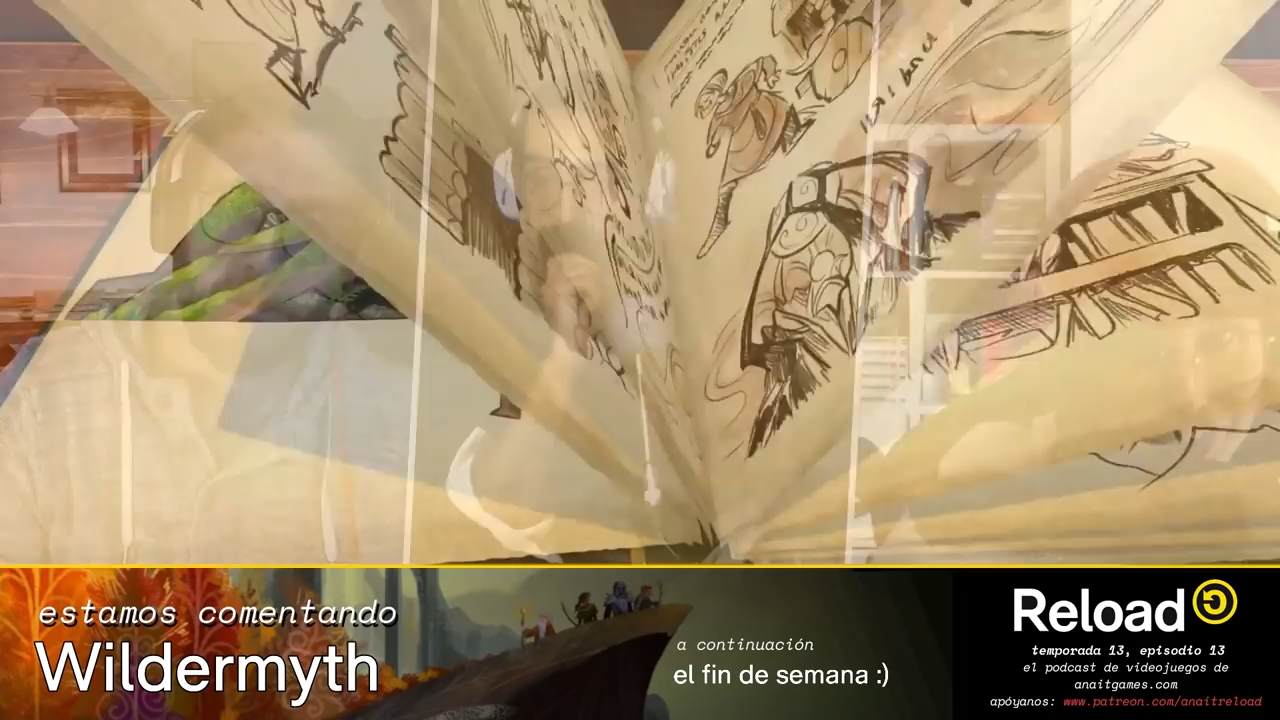 estamos comentando
Wildermyth
a continuación
el fin de semana :)
Reload
temporada 13, episodio 13
el podcast de videojuegos de
anaitgames.com
apóyanos: www.patreon.com/anaitreload